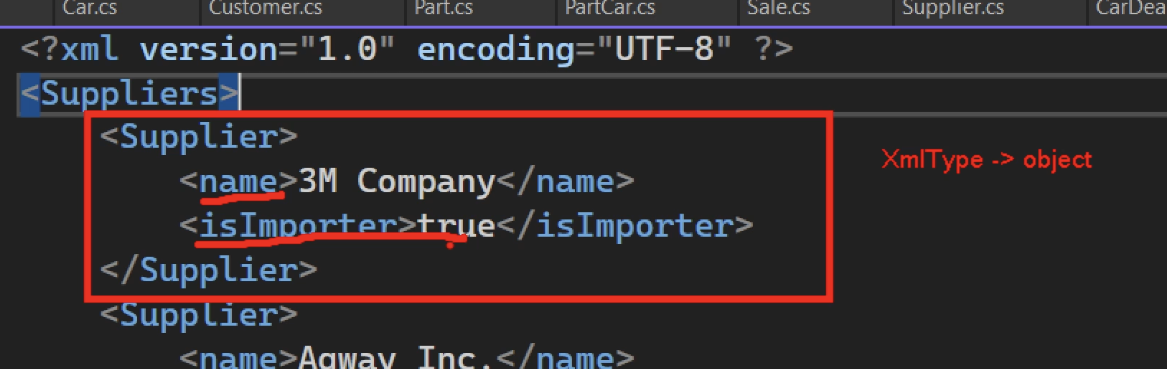 Car.cs Customer.cs Part.cs PartCar.cs Sale.cs Supplier.cs CarDea
<?xml version="1.0" encoding="UTF-8" ?>
<Suppliers>
<Supplier>
<name>3M Company</name>
XmlType -> object
<isImporter>true</isImporter>
</Supplier>
<Supplier>
<name>Agway Inc.</name>